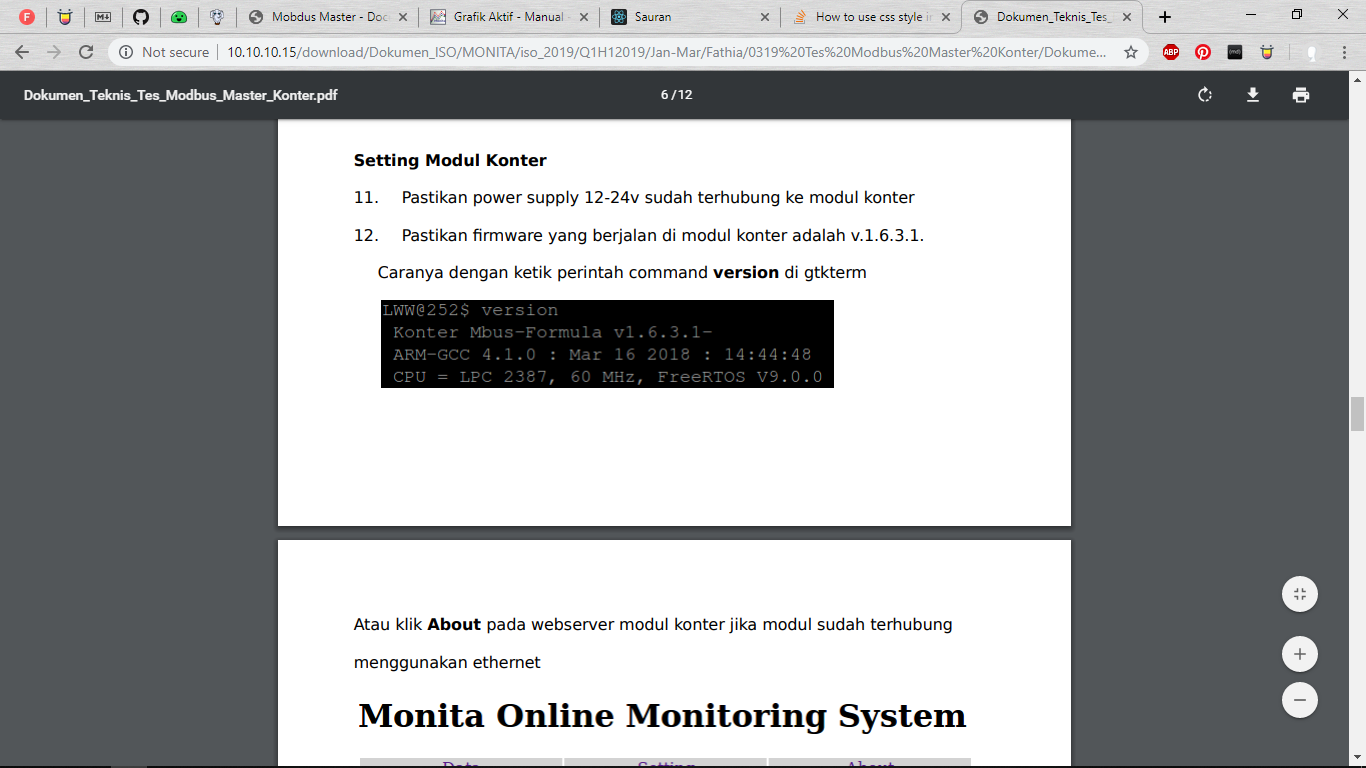 Mobdus Master - Doc
Grafik Aktif - Manual
Sauran
How to use css style i
Dokumen_Teknis_Tes_
Not secure
10.10.10.15/download/Dokumen_ISO/MONITA/iso_2019/Q1H12019/Jan-Mar/Fathia/0319%20Tes%20Modbus%20Master%20Konter/Dokume...
ABP
Dokumen_Teknis_Tes_Modbus_Master_Konter.pdf
6 / 12
Setting Modul Konter
11. Pastikan power supply 12-24v sudah terhubung ke modul konter
12. Pastikan firmware yang berjalan di modul konter adalah v.1.6.3.1.
Caranya dengan ketik perintah command version di gtkterm
LWW@252$ version
Konter Mbus-Formula v1.6.3.1-
ARM-GCC 4.1.0 : Mar 16 2018 : 14:44:48
CPU = LPC 2387, 60 MHz, FreeRTOS V9.0.0
Atau klik About pada webserver modul konter jika modul sudah terhubung
menggunakan ethernet
Monita Online Monitoring System
Data Setting About